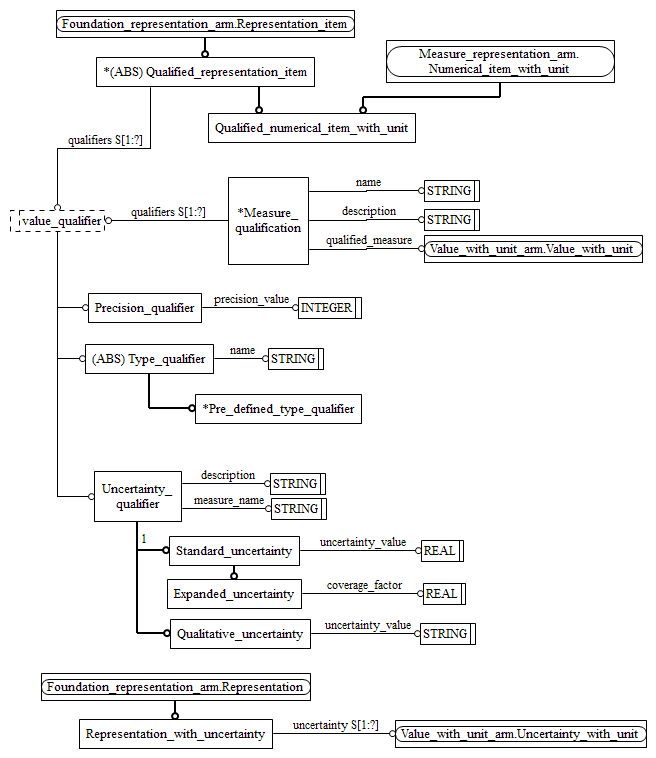 Foundation_representation_arm.Representation_item
Measure_representation_arm.
Numerical_item_with_unit
*(ABS) Qualified_representation_item
Qualified_numerical_item_with_unit
qualifiers S[1:?]
value_qualifier
qualifiers S[1:?]
*Measure_
qualification
name
STRING
description
STRING
qualified_measure
Value_with_unit_arm.Value_with_unit
Precision_qualifier
precision_value
INTEGER
(ABS) Type_qualifier
name
STRING
*Pre_defined_type_qualifier
Uncertainty_
qualifier
description
STRING
measure_name
STRING
1
Standard_uncertainty
uncertainty_value
REAL
Expanded_uncertainty
coverage_factor
REAL
Qualitative_uncertainty
uncertainty_value
STRING
Foundation_representation_arm.Representation
Representation_with_uncertainty
uncertainty S[1:?]
Value_with_unit_arm.Uncertainty_with_unit